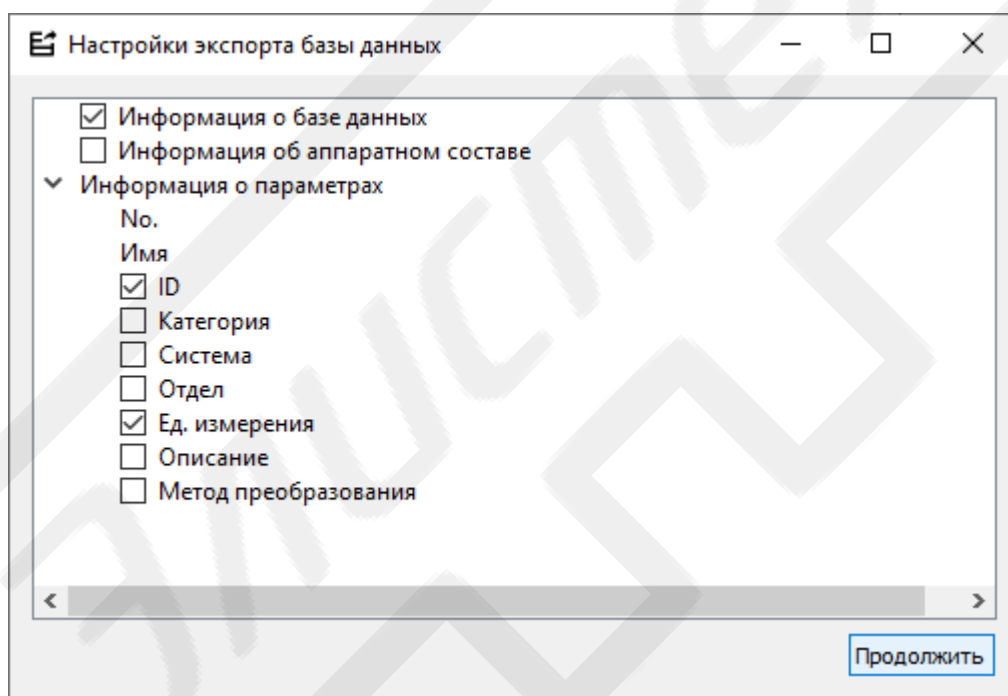 Настройки экспорта базы данных
Информация о базе данных
Информация об аппаратном составе
Информация о параметрах
No.
Имя
ID
Категория
Система
Отдел
Ед. измерения
Описание
Метод преобразования
Продолжить